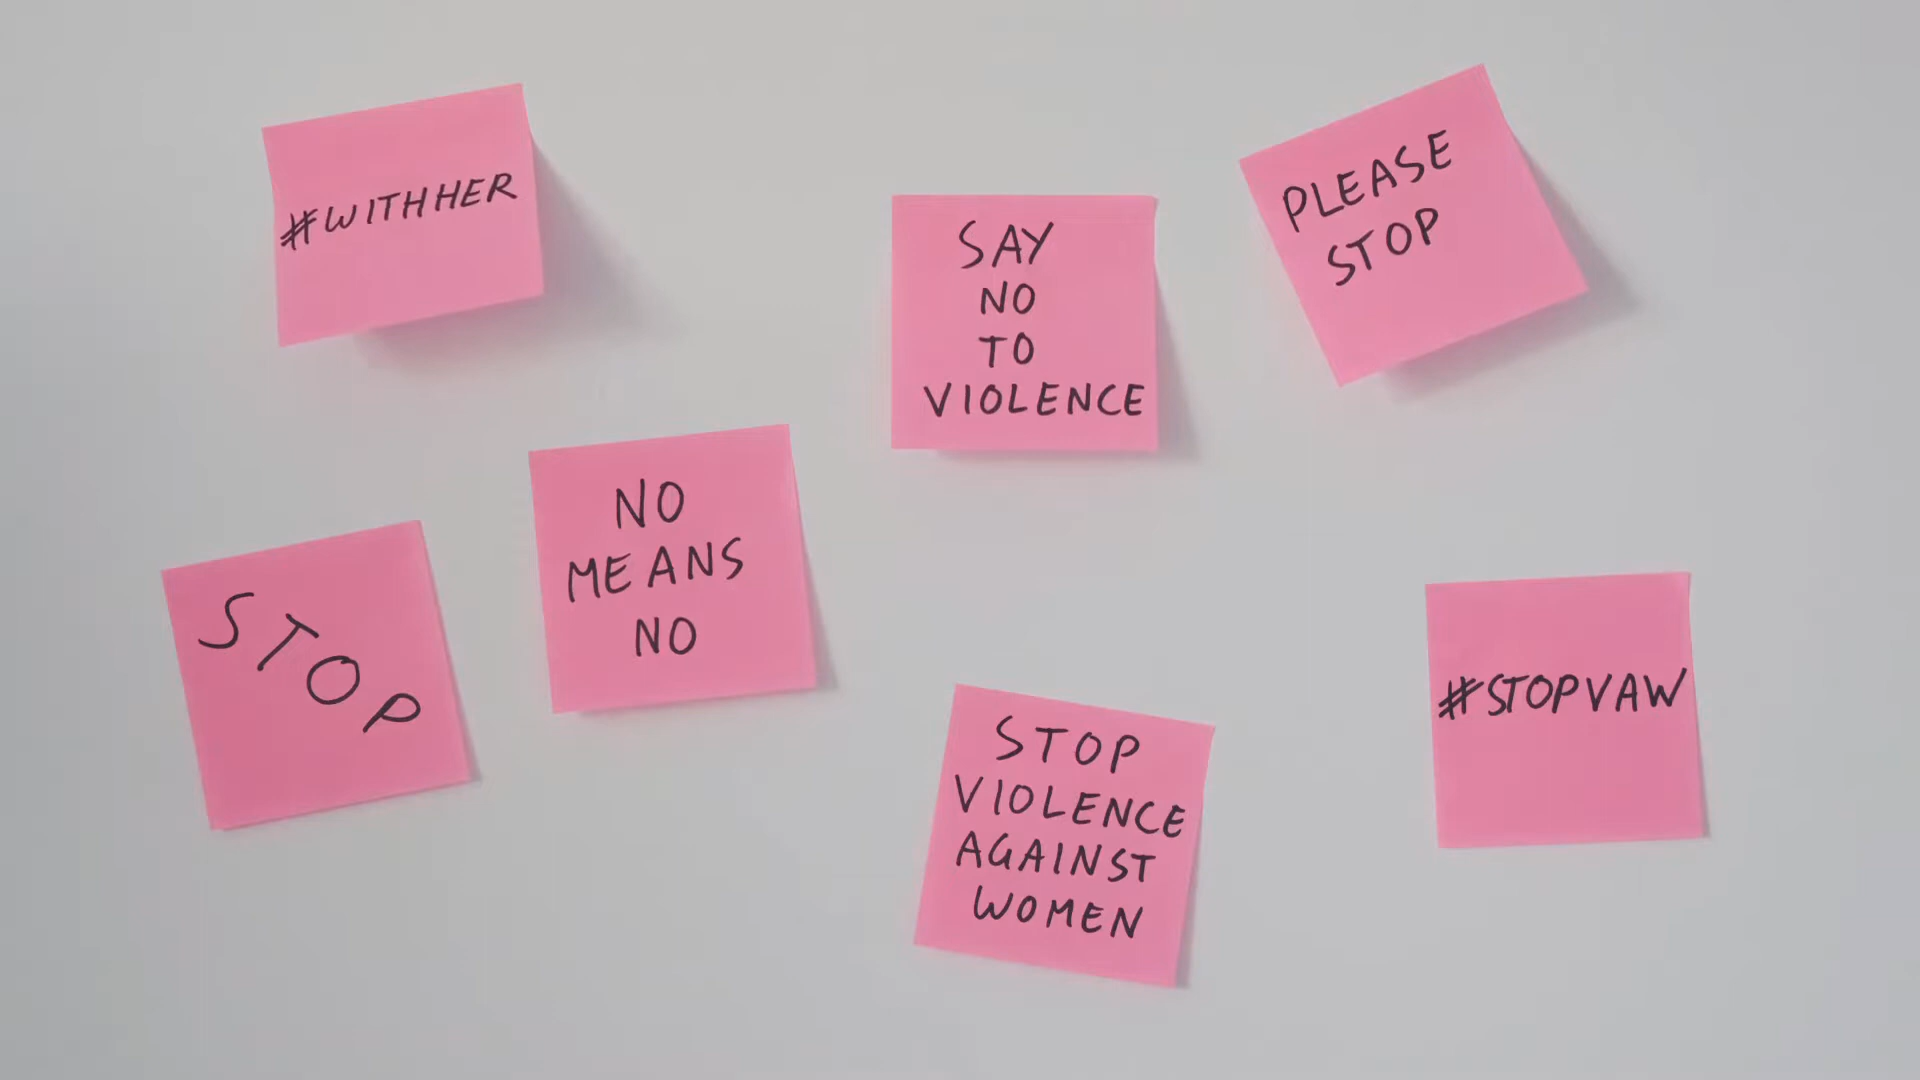 #WITHHER
SAY
NO
TO
VIOLENCE
PLEASE
STOP
STOP
NO
MEANS
NO
STOP
VIOLENCE
AGAINST
WOMEN
#STOPVAW